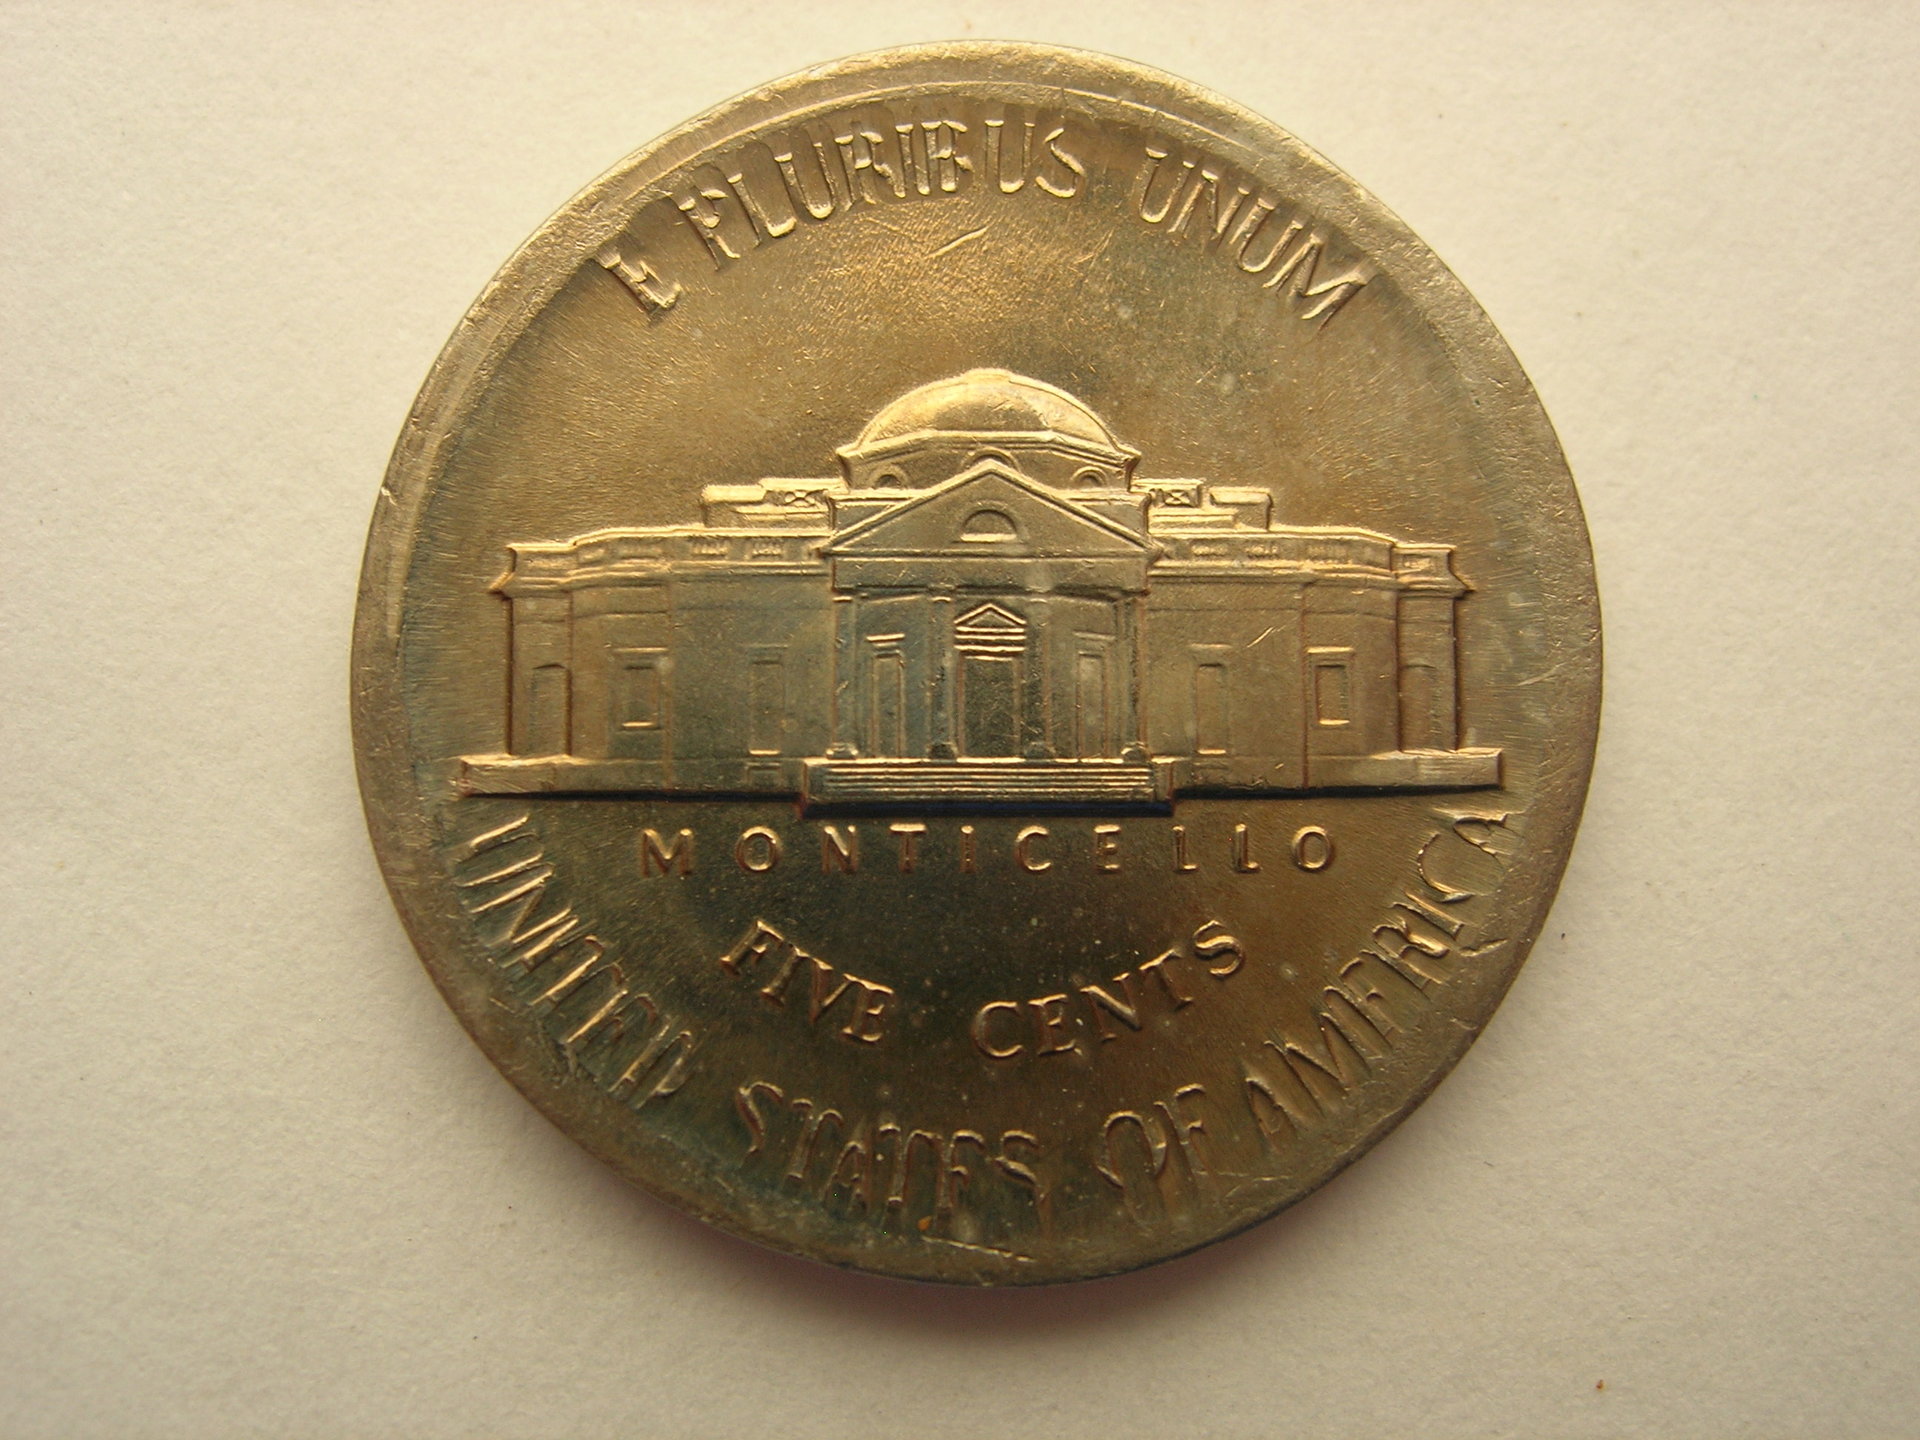 E PLURIBUS UNUM
MONTICELLO
FIVE CENTS
UNITED STATES OF AMERICA